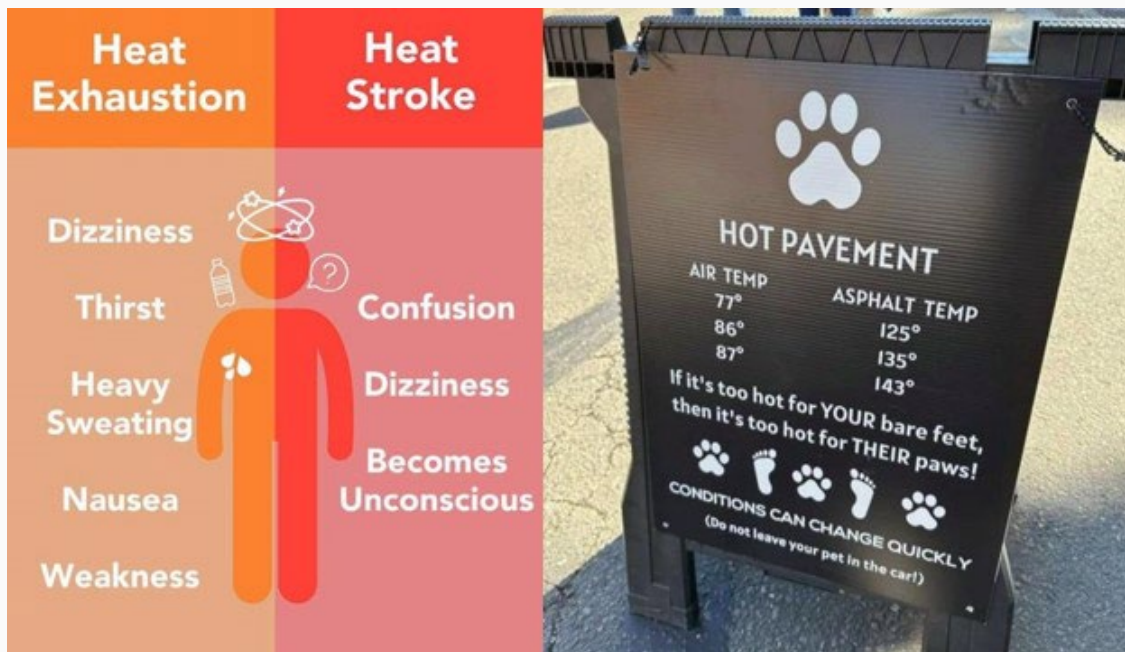 Heat
Exhaustion
Dizziness
Thirst
Heavy
Sweating
Nausea
Weakness
Heat
Stroke
?
Confusion
Dizziness
Becomes
Unconscious
HOT PAVEMENT
AIR TEMP ASPHALT TEMP
77° 125°
86° 135°
87° 143°
If it's too hot for YOUR bare feet,
then it's too hot for THEIR paws!
CONDITIONS CAN CHANGE QUICKLY
(Do not leave your pet in the car!)